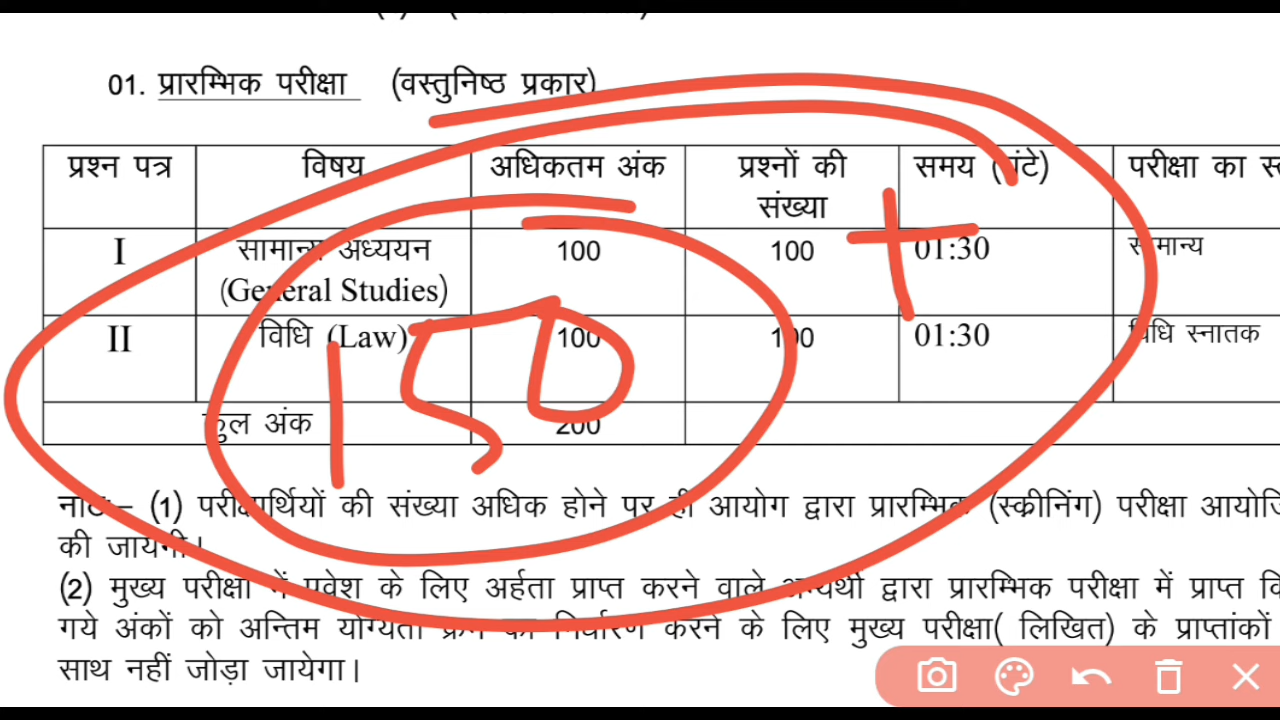 01. प्रारम्भिक परीक्षा (वस्तुनिष्ठ प्रकार)
प्रश्न पत्र विषय अधिकतम अंक प्रश्नों की संख्या समय (घंटे) परीक्षा का
I सामान्य अध्ययन (General Studies) 100 100 01:30 सामान्य
II विधि (Law) 100 100 01:30 विधि स्नातक
कुल अंक 200
150
+
नोटः– (1) परीक्षार्थियों की संख्या अधिक होने पर ही आयोग द्वारा प्रारम्भिक (स्क्रीनिंग) परीक्षा
की जायेगी।
(2) मुख्य परीक्षा में प्रवेश के लिए अर्हता प्राप्त करने वाले अभ्यर्थी द्वारा प्रारम्भिक परीक्षा में प्राप्त
गये अंकों को अन्तिम योग्यता क्रम का निर्धारण करने के लिए मुख्य परीक्षा( लिखित) के प्राप्तांकों
साथ नहीं जोड़ा जायेगा।